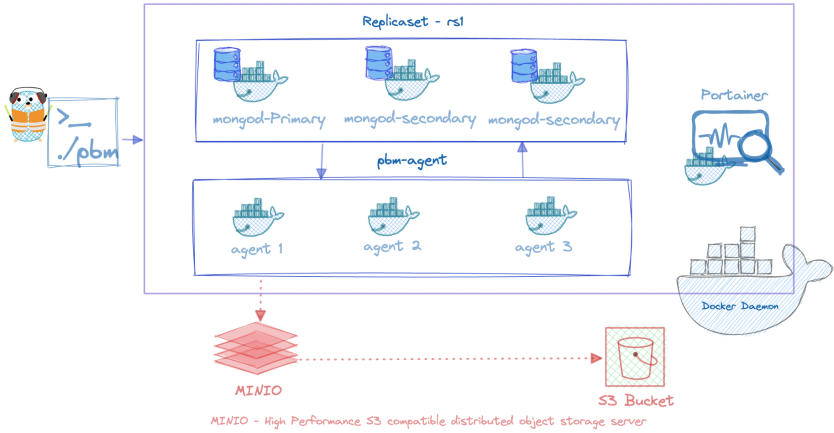 Replicaset - rs1
mongod-Primary
mongod-secondary
mongod-secondary
>_
./pbm
Portainer
pbm-agent
agent 1
agent 2
agent 3
Docker Daemon
MINIO
S3 Bucket
MINIO - High Performance S3 compatible distributed object storage server